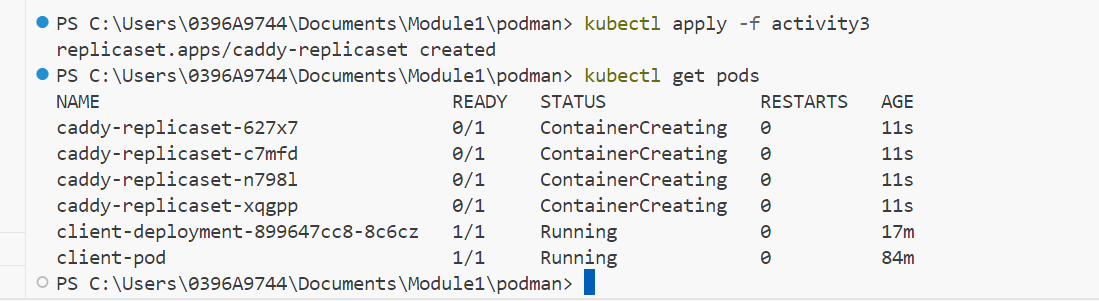 PS C:\Users\0396A9744\Documents\Module1\podman> kubectl apply -f activity3
replicaset.apps/caddy-replicaset created
PS C:\Users\0396A9744\Documents\Module1\podman> kubectl get pods
NAME                                READY   STATUS              RESTARTS   AGE
caddy-replicaset-627x7              0/1     ContainerCreating   0          11s
caddy-replicaset-c7mfd              0/1     ContainerCreating   0          11s
caddy-replicaset-n798l              0/1     ContainerCreating   0          11s
caddy-replicaset-xqgpp              0/1     ContainerCreating   0          11s
client-deployment-899647cc8-8c6cz   1/1     Running             0          17m
client-pod                          1/1     Running             0          84m
PS C:\Users\0396A9744\Documents\Module1\podman>